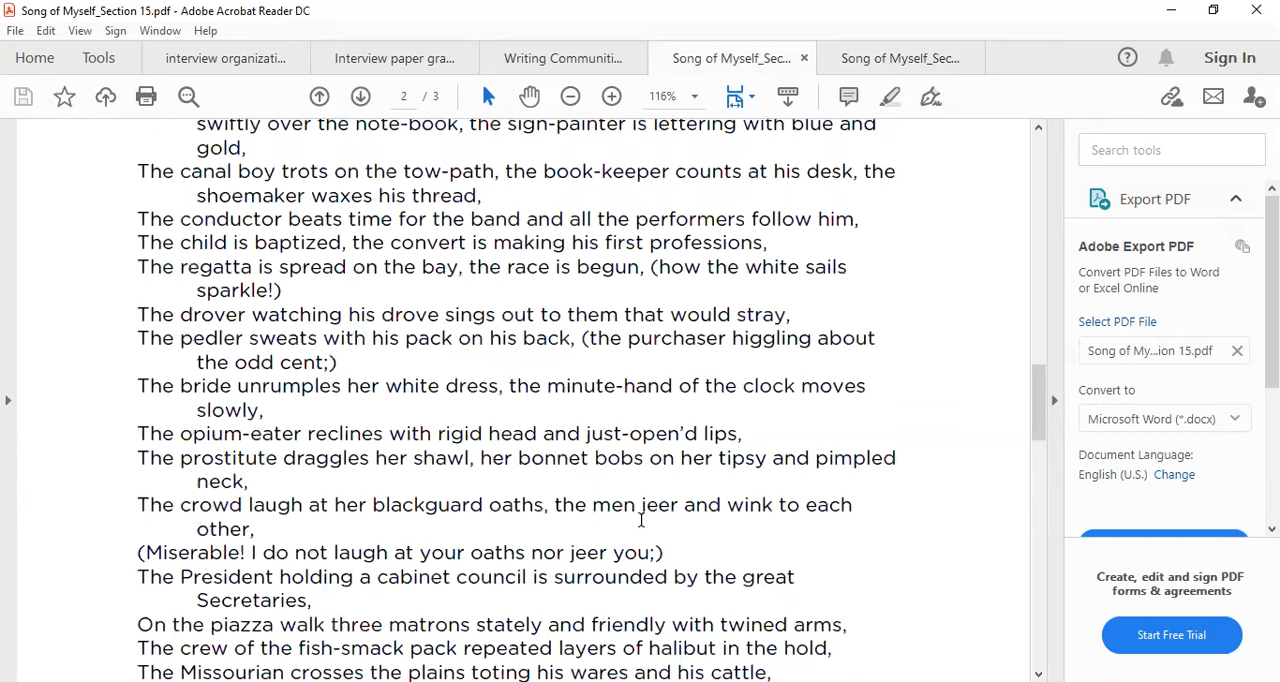 Song of Myself_Section 15.pdf - Adobe Acrobat Reader DC
File Edit View Sign Window Help
Home Tools interview organizati... Interview paper gra... Writing Communiti... Song of Myself_Sec... × Song of Myself_Sec... Sign In
2 / 3 116%
swiftly over the note-book, the sign-painter is lettering with blue and
gold,
The canal boy trots on the tow-path, the book-keeper counts at his desk, the
shoemaker waxes his thread,
The conductor beats time for the band and all the performers follow him,
The child is baptized, the convert is making his first professions,
The regatta is spread on the bay, the race is begun, (how the white sails
sparkle!)
The drover watching his drove sings out to them that would stray,
The pedler sweats with his pack on his back, (the purchaser higgling about
the odd cent;)
The bride unrumples her white dress, the minute-hand of the clock moves
slowly,
The opium-eater reclines with rigid head and just-open’d lips,
The prostitute draggles her shawl, her bonnet bobs on her tipsy and pimpled
neck,
The crowd laugh at her blackguard oaths, the men jeer and wink to each
other,
(Miserable! I do not laugh at your oaths nor jeer you;)
The President holding a cabinet council is surrounded by the great
Secretaries,
On the piazza walk three matrons stately and friendly with twined arms,
The crew of the fish-smack pack repeated layers of halibut in the hold,
The Missourian crosses the plains toting his wares and his cattle,
Search tools
Export PDF
Adobe Export PDF
Convert PDF Files to Word
or Excel Online
Select PDF File
Song of My...ion 15.pdf
Convert to
Microsoft Word (*.docx)
Document Language:
English (U.S.) Change
Create, edit and sign PDF
forms & agreements
Start Free Trial